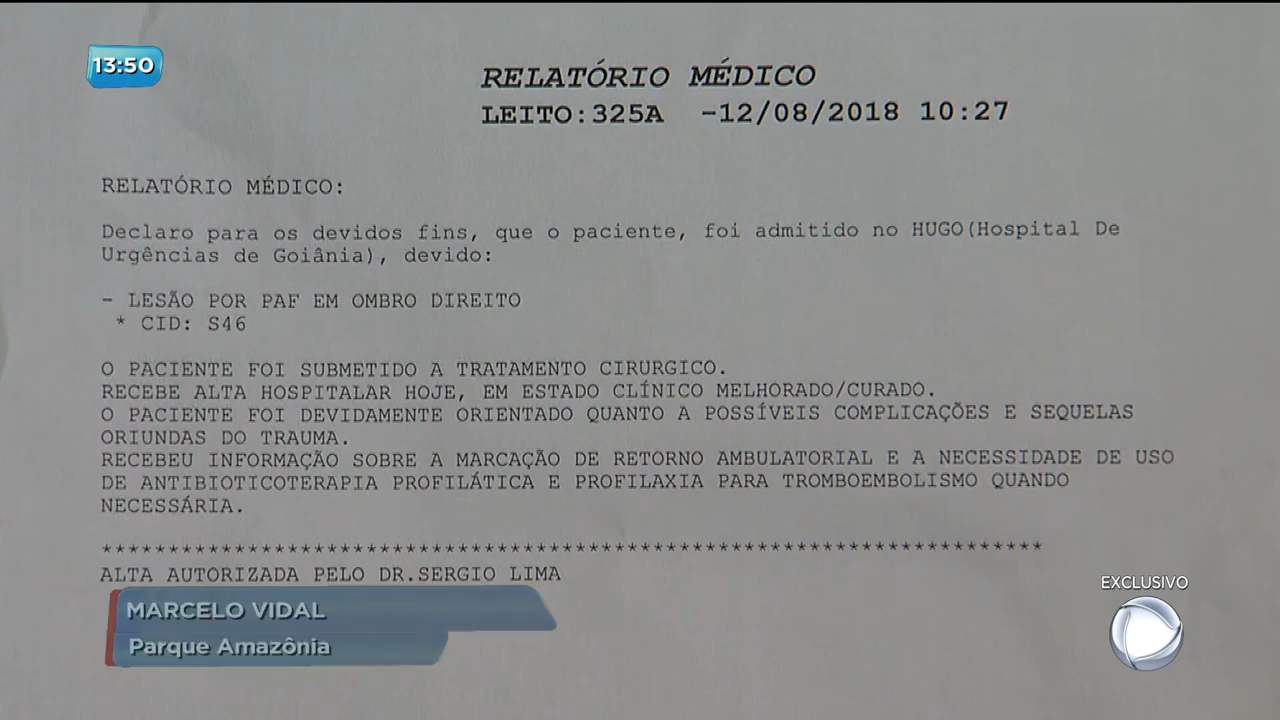 13:50
RELATÓRIO MÉDICO
LEITO:325A -12/08/2018 10:27
RELATÓRIO MÉDICO:
Declaro para os devidos fins, que o paciente, foi admitido no HUGO(Hospital De
Urgências de Goiânia), devido:
- LESÃO POR PAF EM OMBRO DIREITO
* CID: S46
O PACIENTE FOI SUBMETIDO A TRATAMENTO CIRURGICO.
RECEBE ALTA HOSPITALAR HOJE, EM ESTADO CLÍNICO MELHORADO/CURADO.
O PACIENTE FOI DEVIDAMENTE ORIENTADO QUANTO A POSSÍVEIS COMPLICAÇÕES E SEQUELAS
ORIUNDAS DO TRAUMA.
RECEBEU INFORMAÇÃO SOBRE A MARCAÇÃO DE RETORNO AMBULATORIAL E A NECESSIDADE DE USO
DE ANTIBIOTICOTERAPIA PROFILÁTICA E PROFILAXIA PARA TROMBOEMBOLISMO QUANDO
NECESSÁRIA.
************************************************************************
ALTA AUTORIZADA PELO DR.SERGIO LIMA
MARCELO VIDAL
Parque Amazônia
EXCLUSIVO